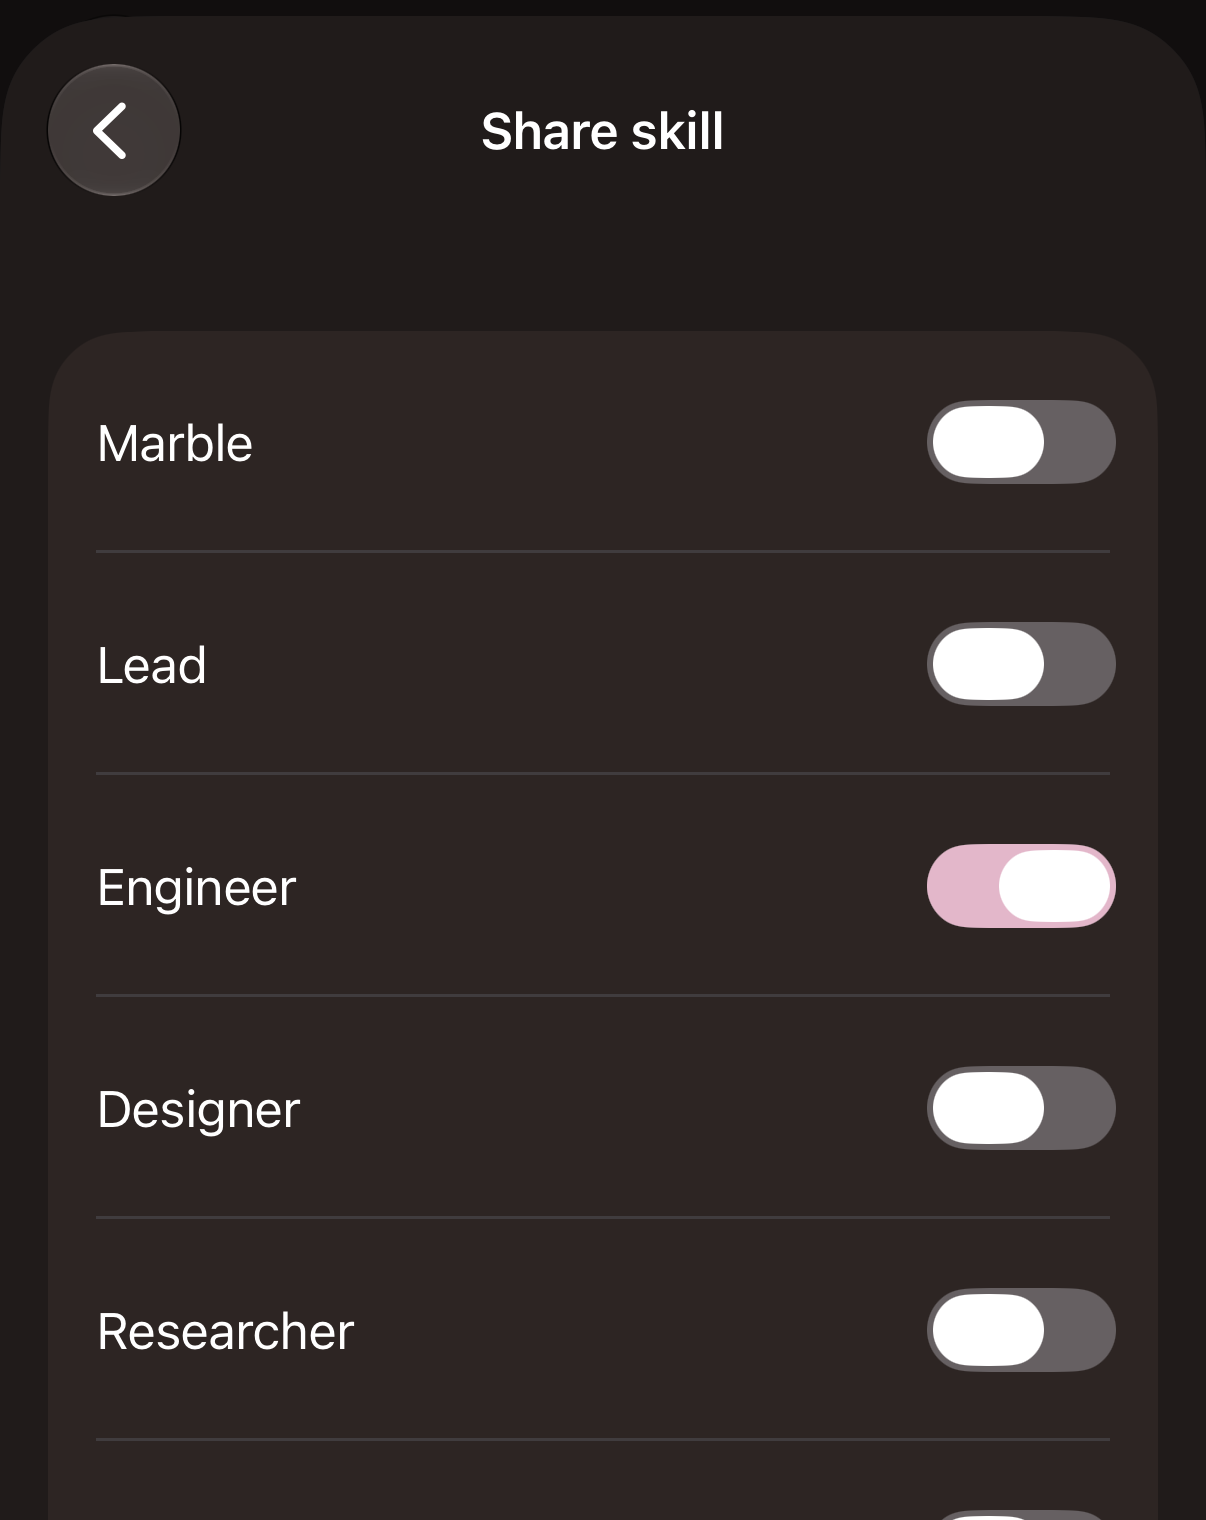 Share skill
Marble
Lead
Engineer
Designer
Researcher